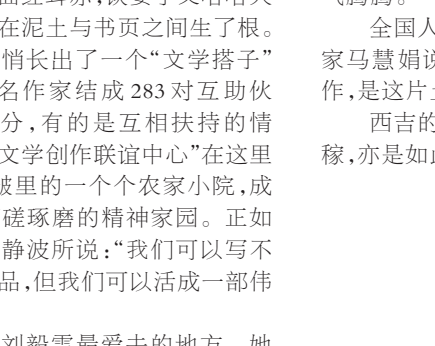 在泥土与书页之间生了根。
悄长出了一个“文学搭子”
名作家结成283对互助伙
分,有的是互相扶持的情
文学创作联谊中心”在这里
皱里的一个个农家小院,成
磋琢磨的精神家园。正如
静波所说:“我们可以写不
品,但我们可以活成一部伟
全国人
家马慧娟说
作,是这片土
西吉的
稼,亦是如此